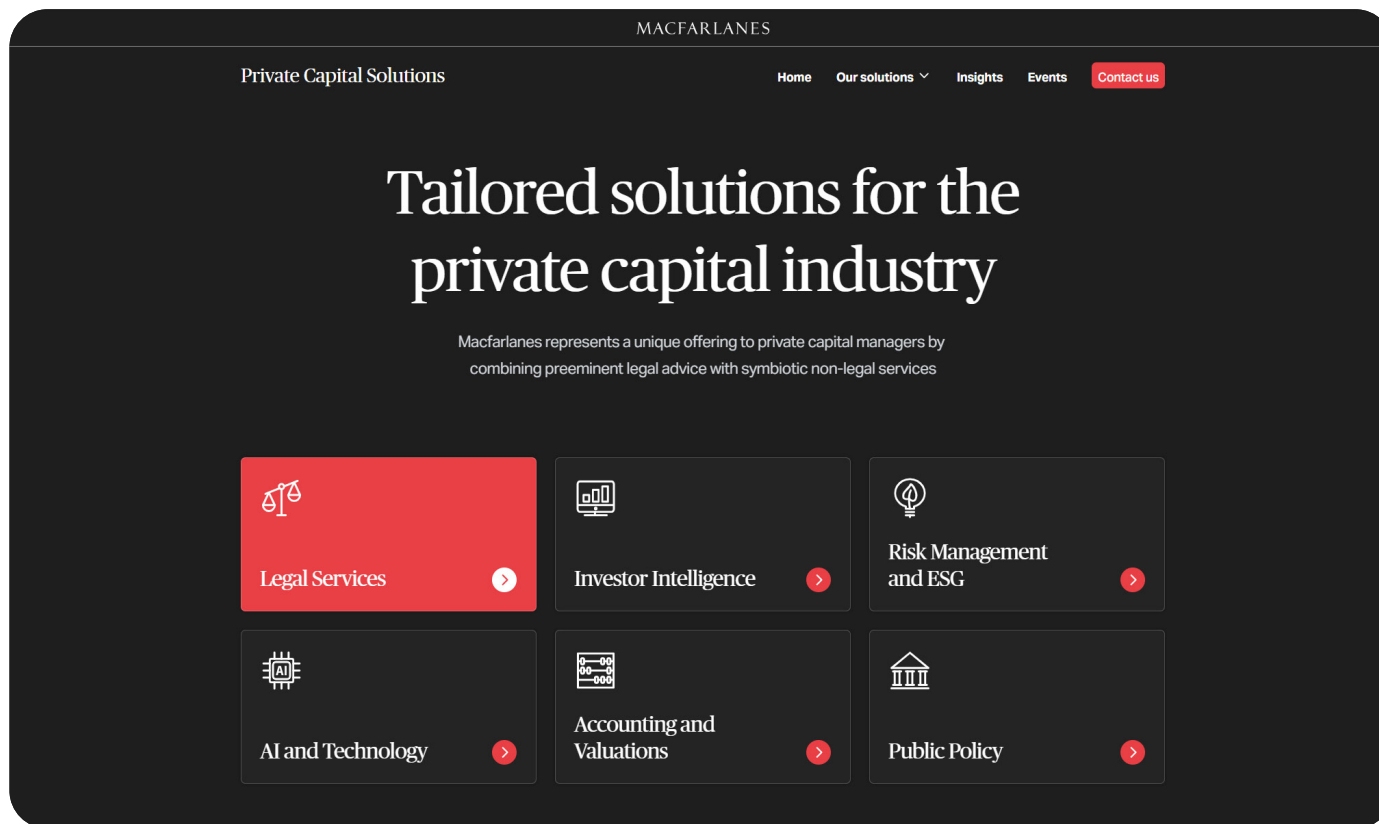 MACFARLANES
Private Capital Solutions
Home
Our solutions
Insights
Events
Contact us
Tailored solutions for the
private capital industry
Macfarlanes represents a unique offering to private capital managers by
combining preeminent legal advice with symbiotic non-legal services
Legal Services
Investor Intelligence
Risk Management
and ESG
AI
AI and Technology
Accounting and
Valuations
Public Policy